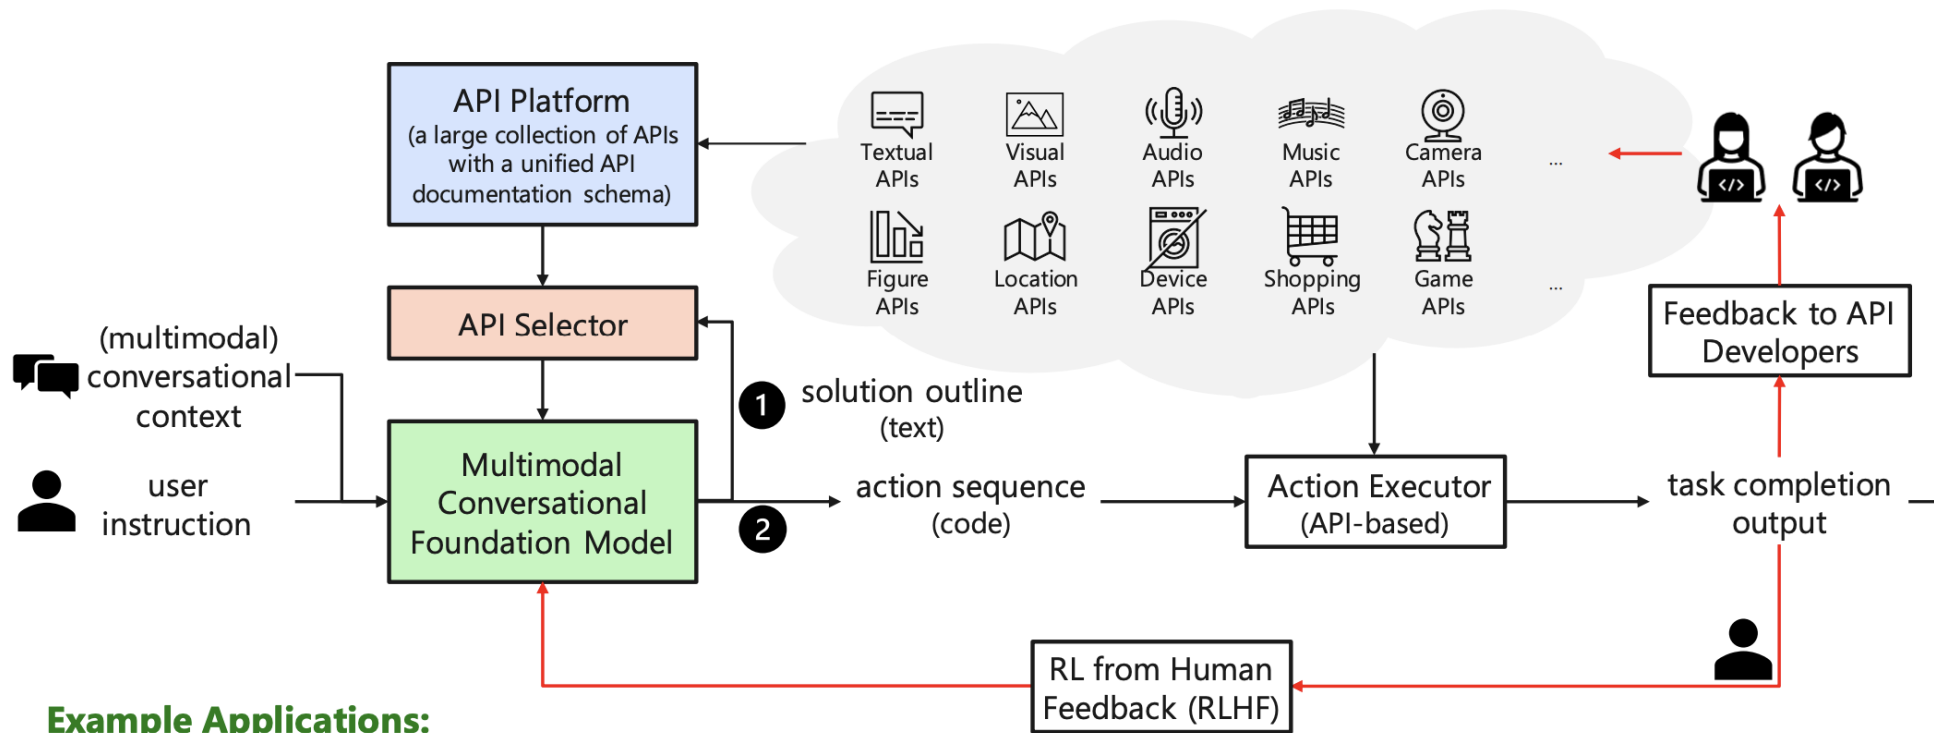 API Platform
(a large collection of APIs
with a unified API
documentation schema)
Textual
APIs
Visual
APIs
Audio
APIs
Music
APIs
Camera
APIs
...
</>
</>
Figure
APIs
Location
APIs
Device
APIs
Shopping
APIs
Game
APIs
...
API Selector
Feedback to API
Developers
(multimodal)
conversational
context
1
solution outline
(text)
user
instruction
Multimodal
Conversational
Foundation Model
2
action sequence
(code)
Action Executor
(API-based)
task completion
output
RL from Human
Feedback (RLHF)
Example Applications: